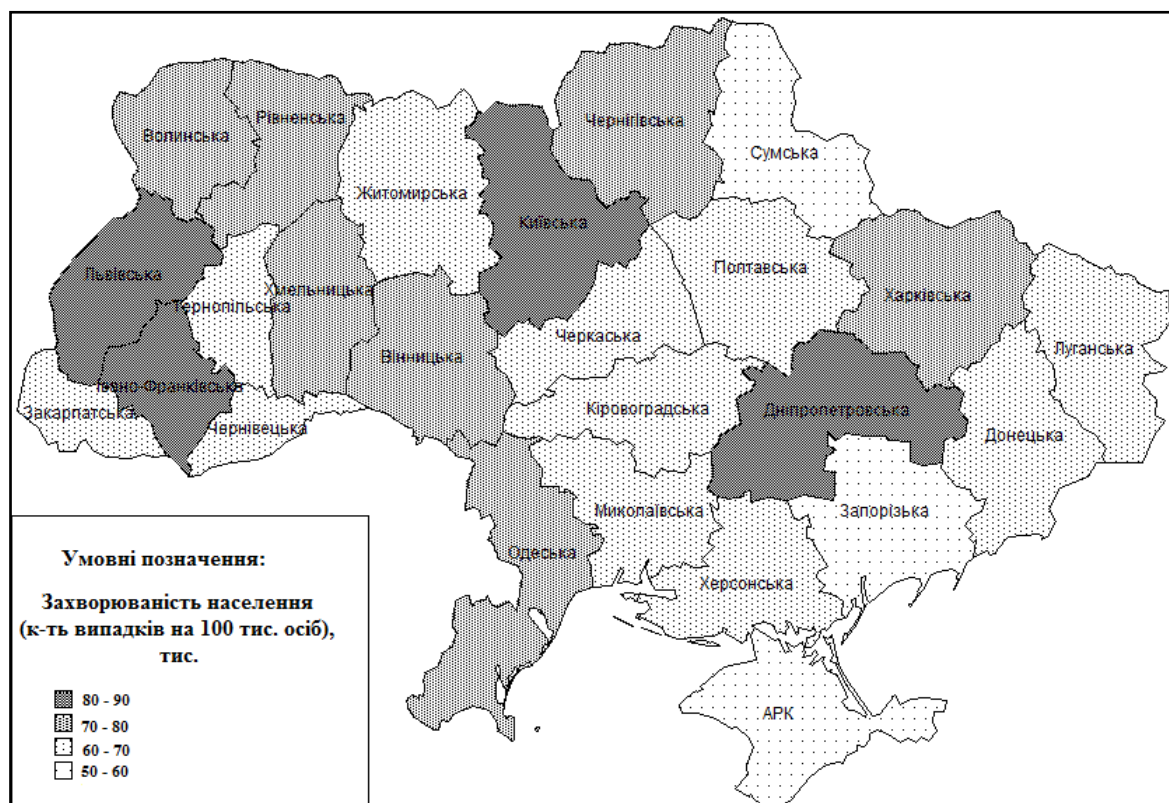 Чернігівська
Рівненська
Волинська
Сумська
Житомирська
Київська
Полтавська
Львівська
Хмельницька
Харківська
Тернопільська
Черкаська
Луганська
Вінницька
Івано-Франківська
Кіровоградська
Дніпропетровська
Закарпатська
Чернівецька
Донецька
Миколаївська
Запорізька
Одеська
Херсонська
АРК
Умовні позначення:
Захворюваність населення
(к-ть випадків на 100 тис. осіб),
тис.
80 - 90
70 - 80
60 - 70
50 - 60